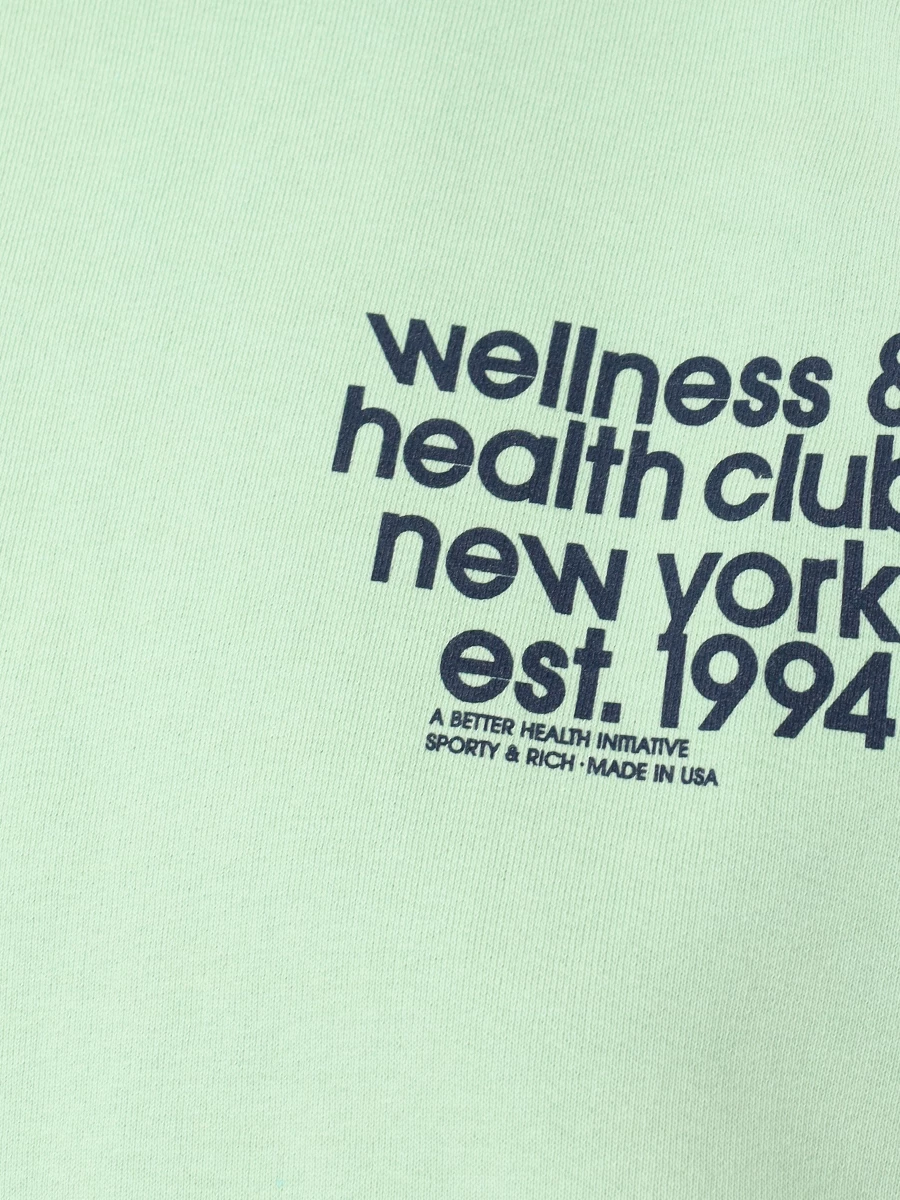 wellness &
health club
new york
est. 1994
A BETTER HEALTH INITIATIVE
SPORTY & RICH · MADE IN USA